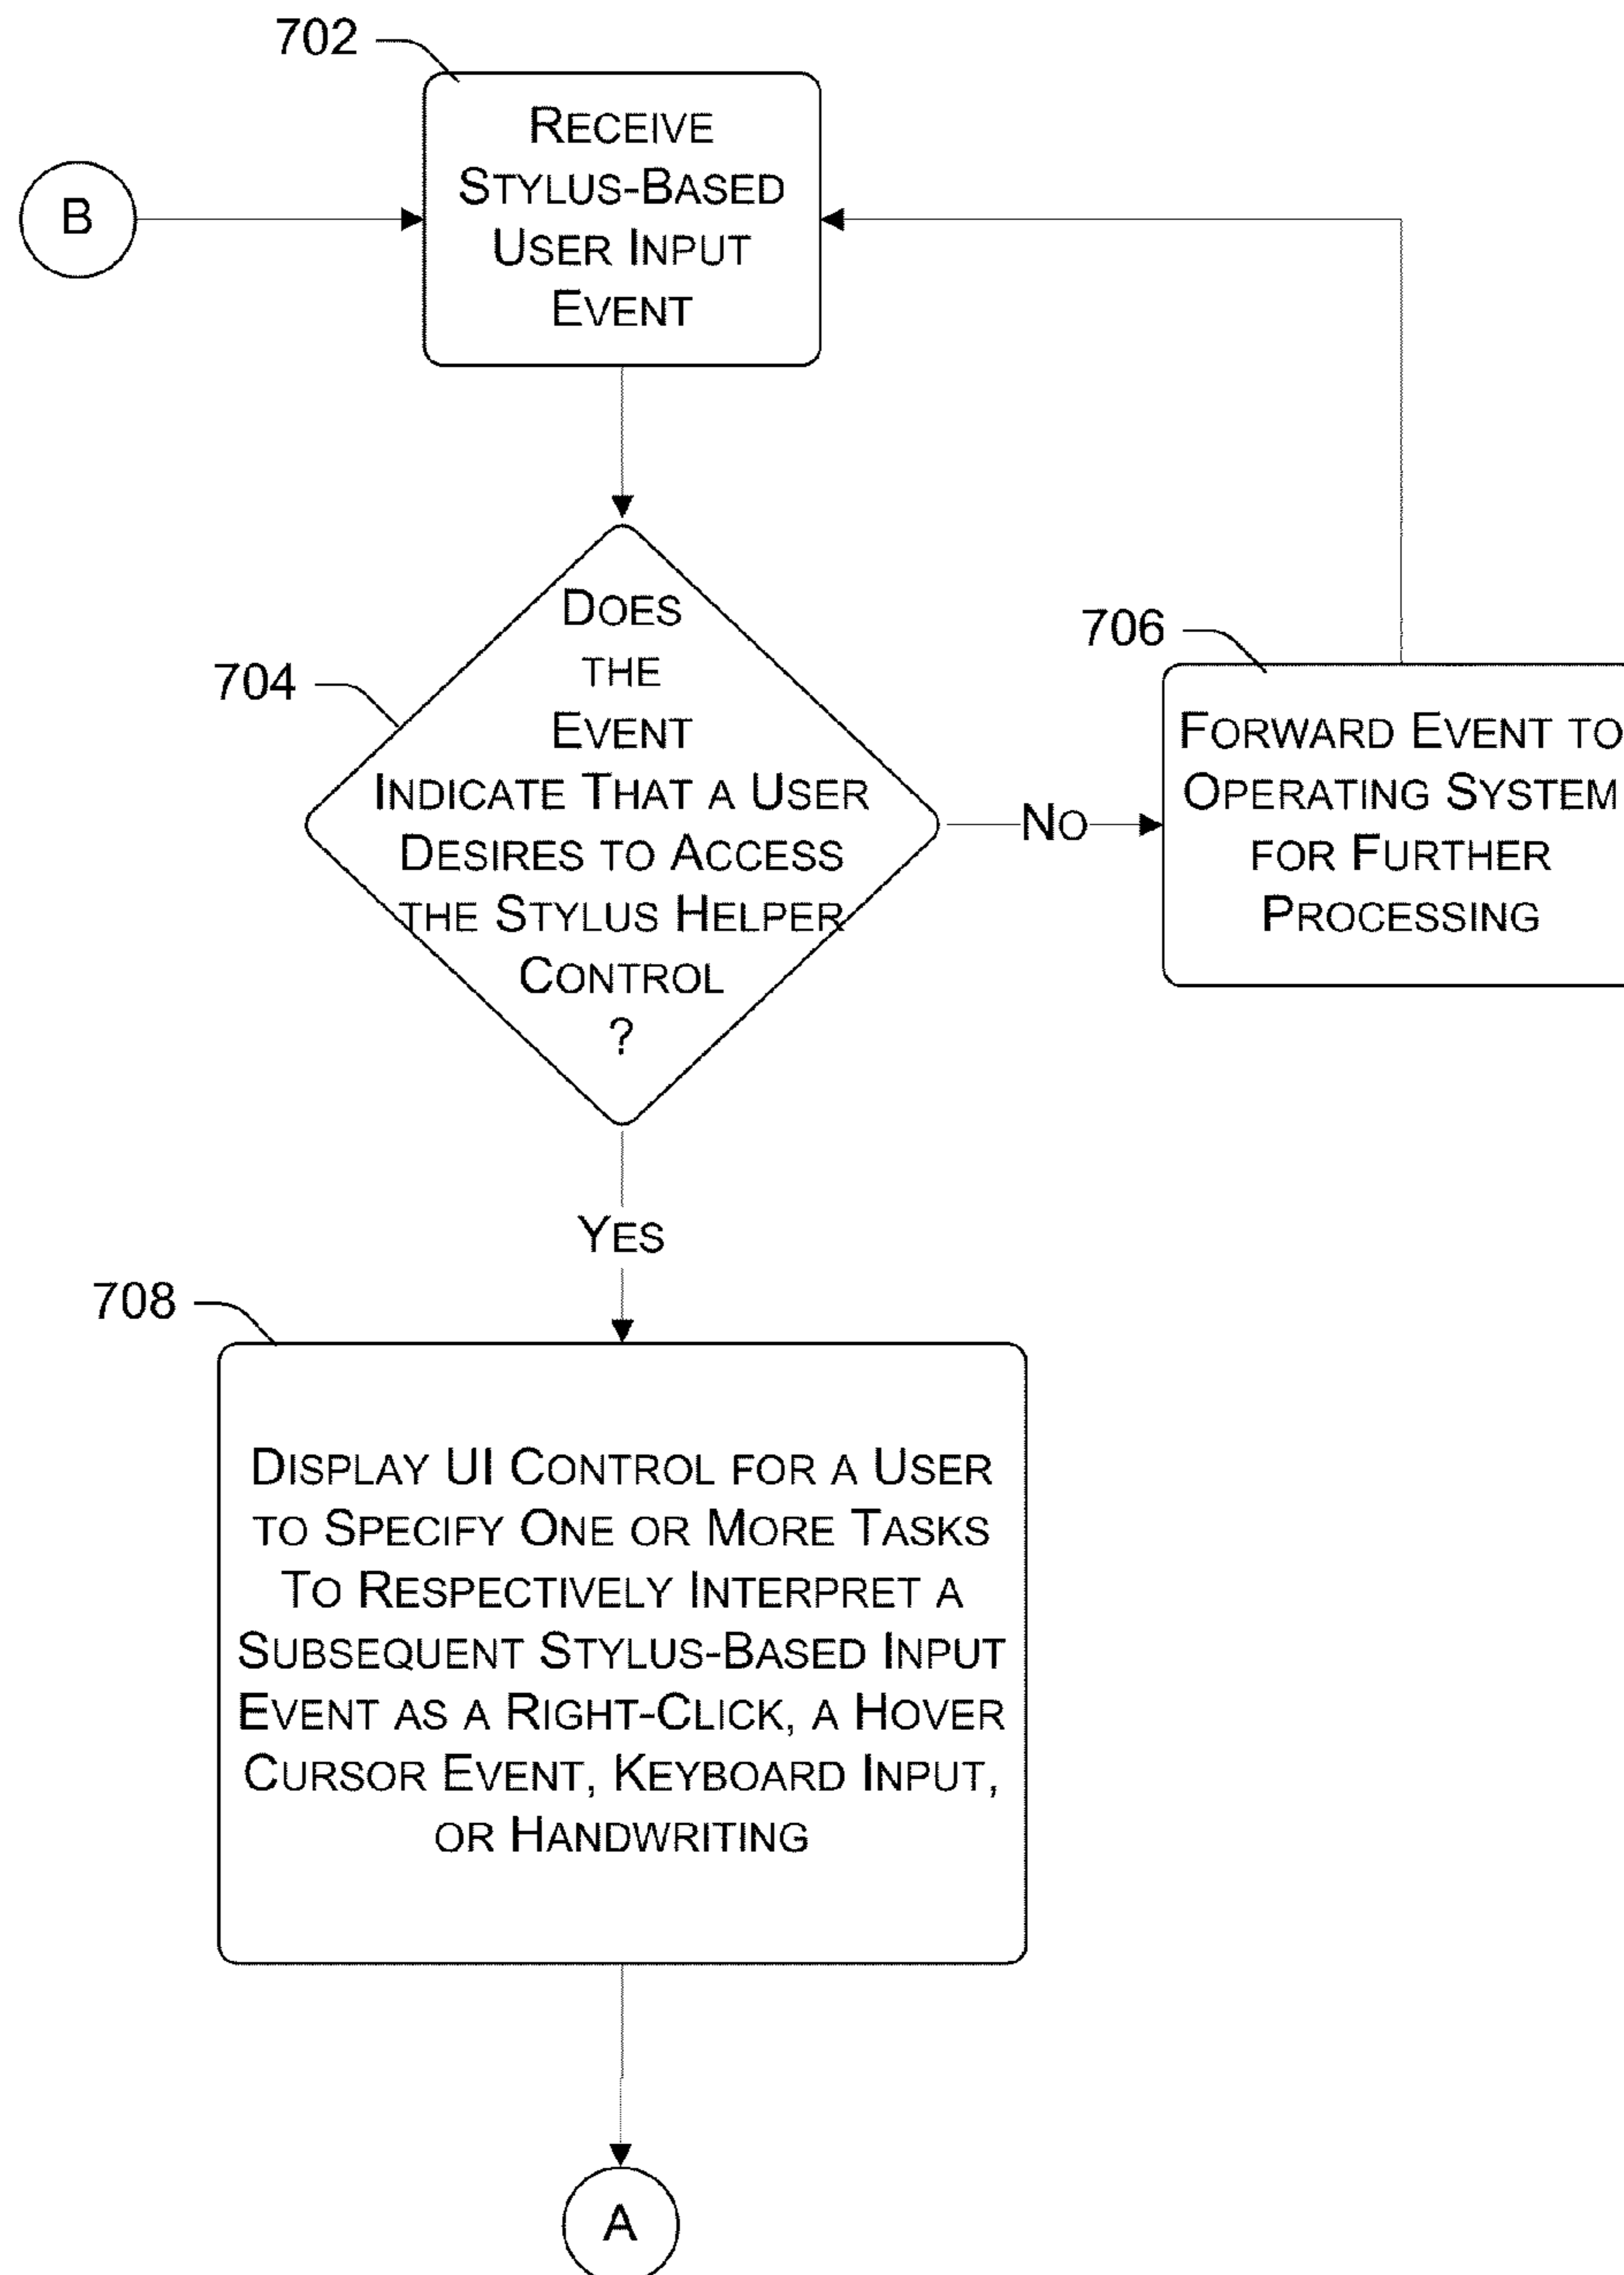 702
RECEIVE
STYLUS-BASED
USER INPUT
EVENT
B
DOES
THE
EVENT
INDICATE THAT A USER
DESIRES TO ACCESS
THE STYLUS HELPER
CONTROL
?
704
NO
706
FORWARD EVENT TO
OPERATING SYSTEM
FOR FURTHER
PROCESSING
YES
708
DISPLAY UI CONTROL FOR A USER
TO SPECIFY ONE OR MORE TASKS
TO RESPECTIVELY INTERPRET A
SUBSEQUENT STYLUS-BASED INPUT
EVENT AS A RIGHT-CLICK, A HOVER
CURSOR EVENT, KEYBOARD INPUT,
OR HANDWRITING
A